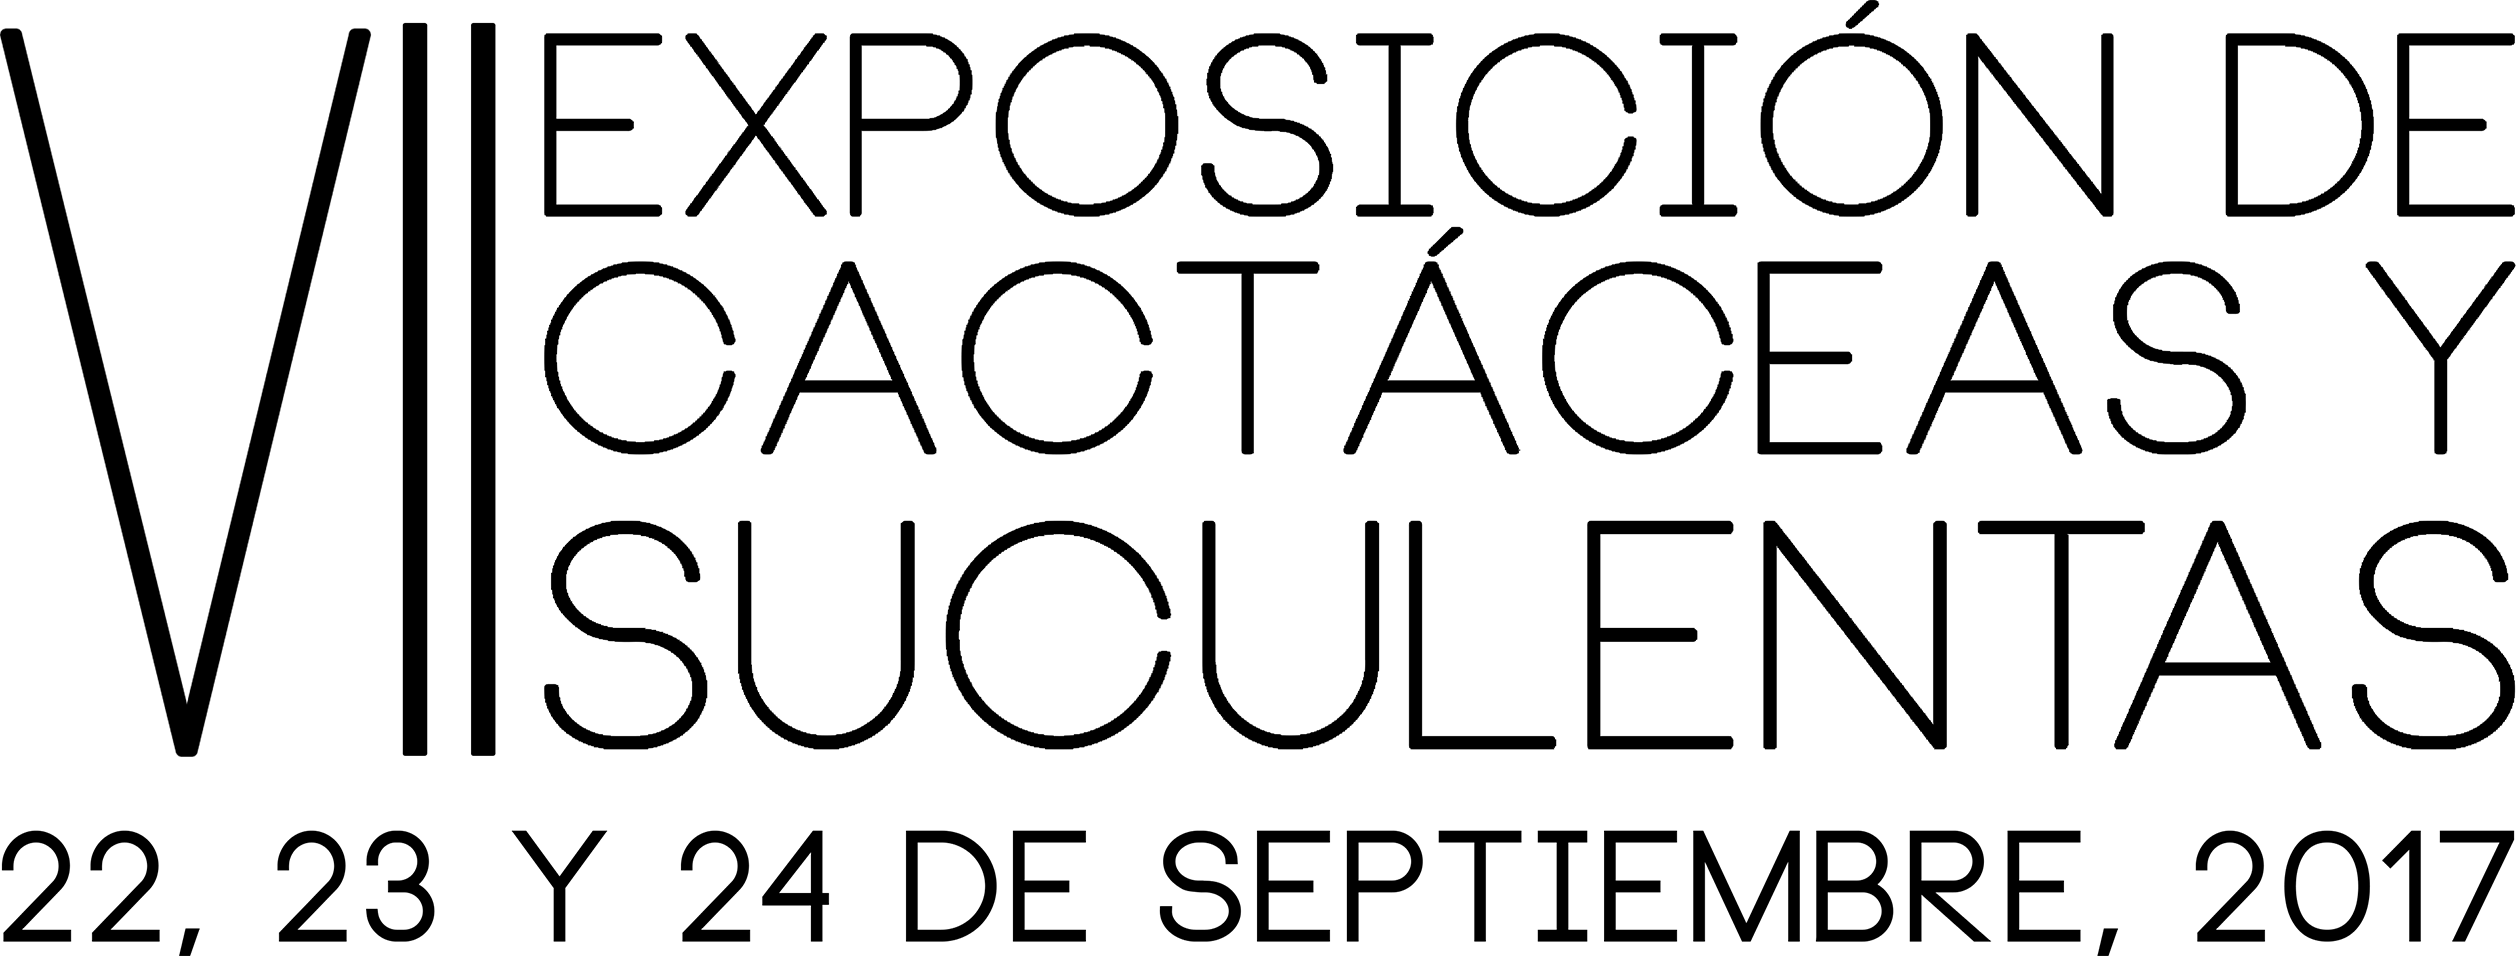 VII EXPOSICIÓN DE
CACTÁCEAS Y
SUCULENTAS
22, 23 Y 24 DE SEPTIEMBRE, 2017